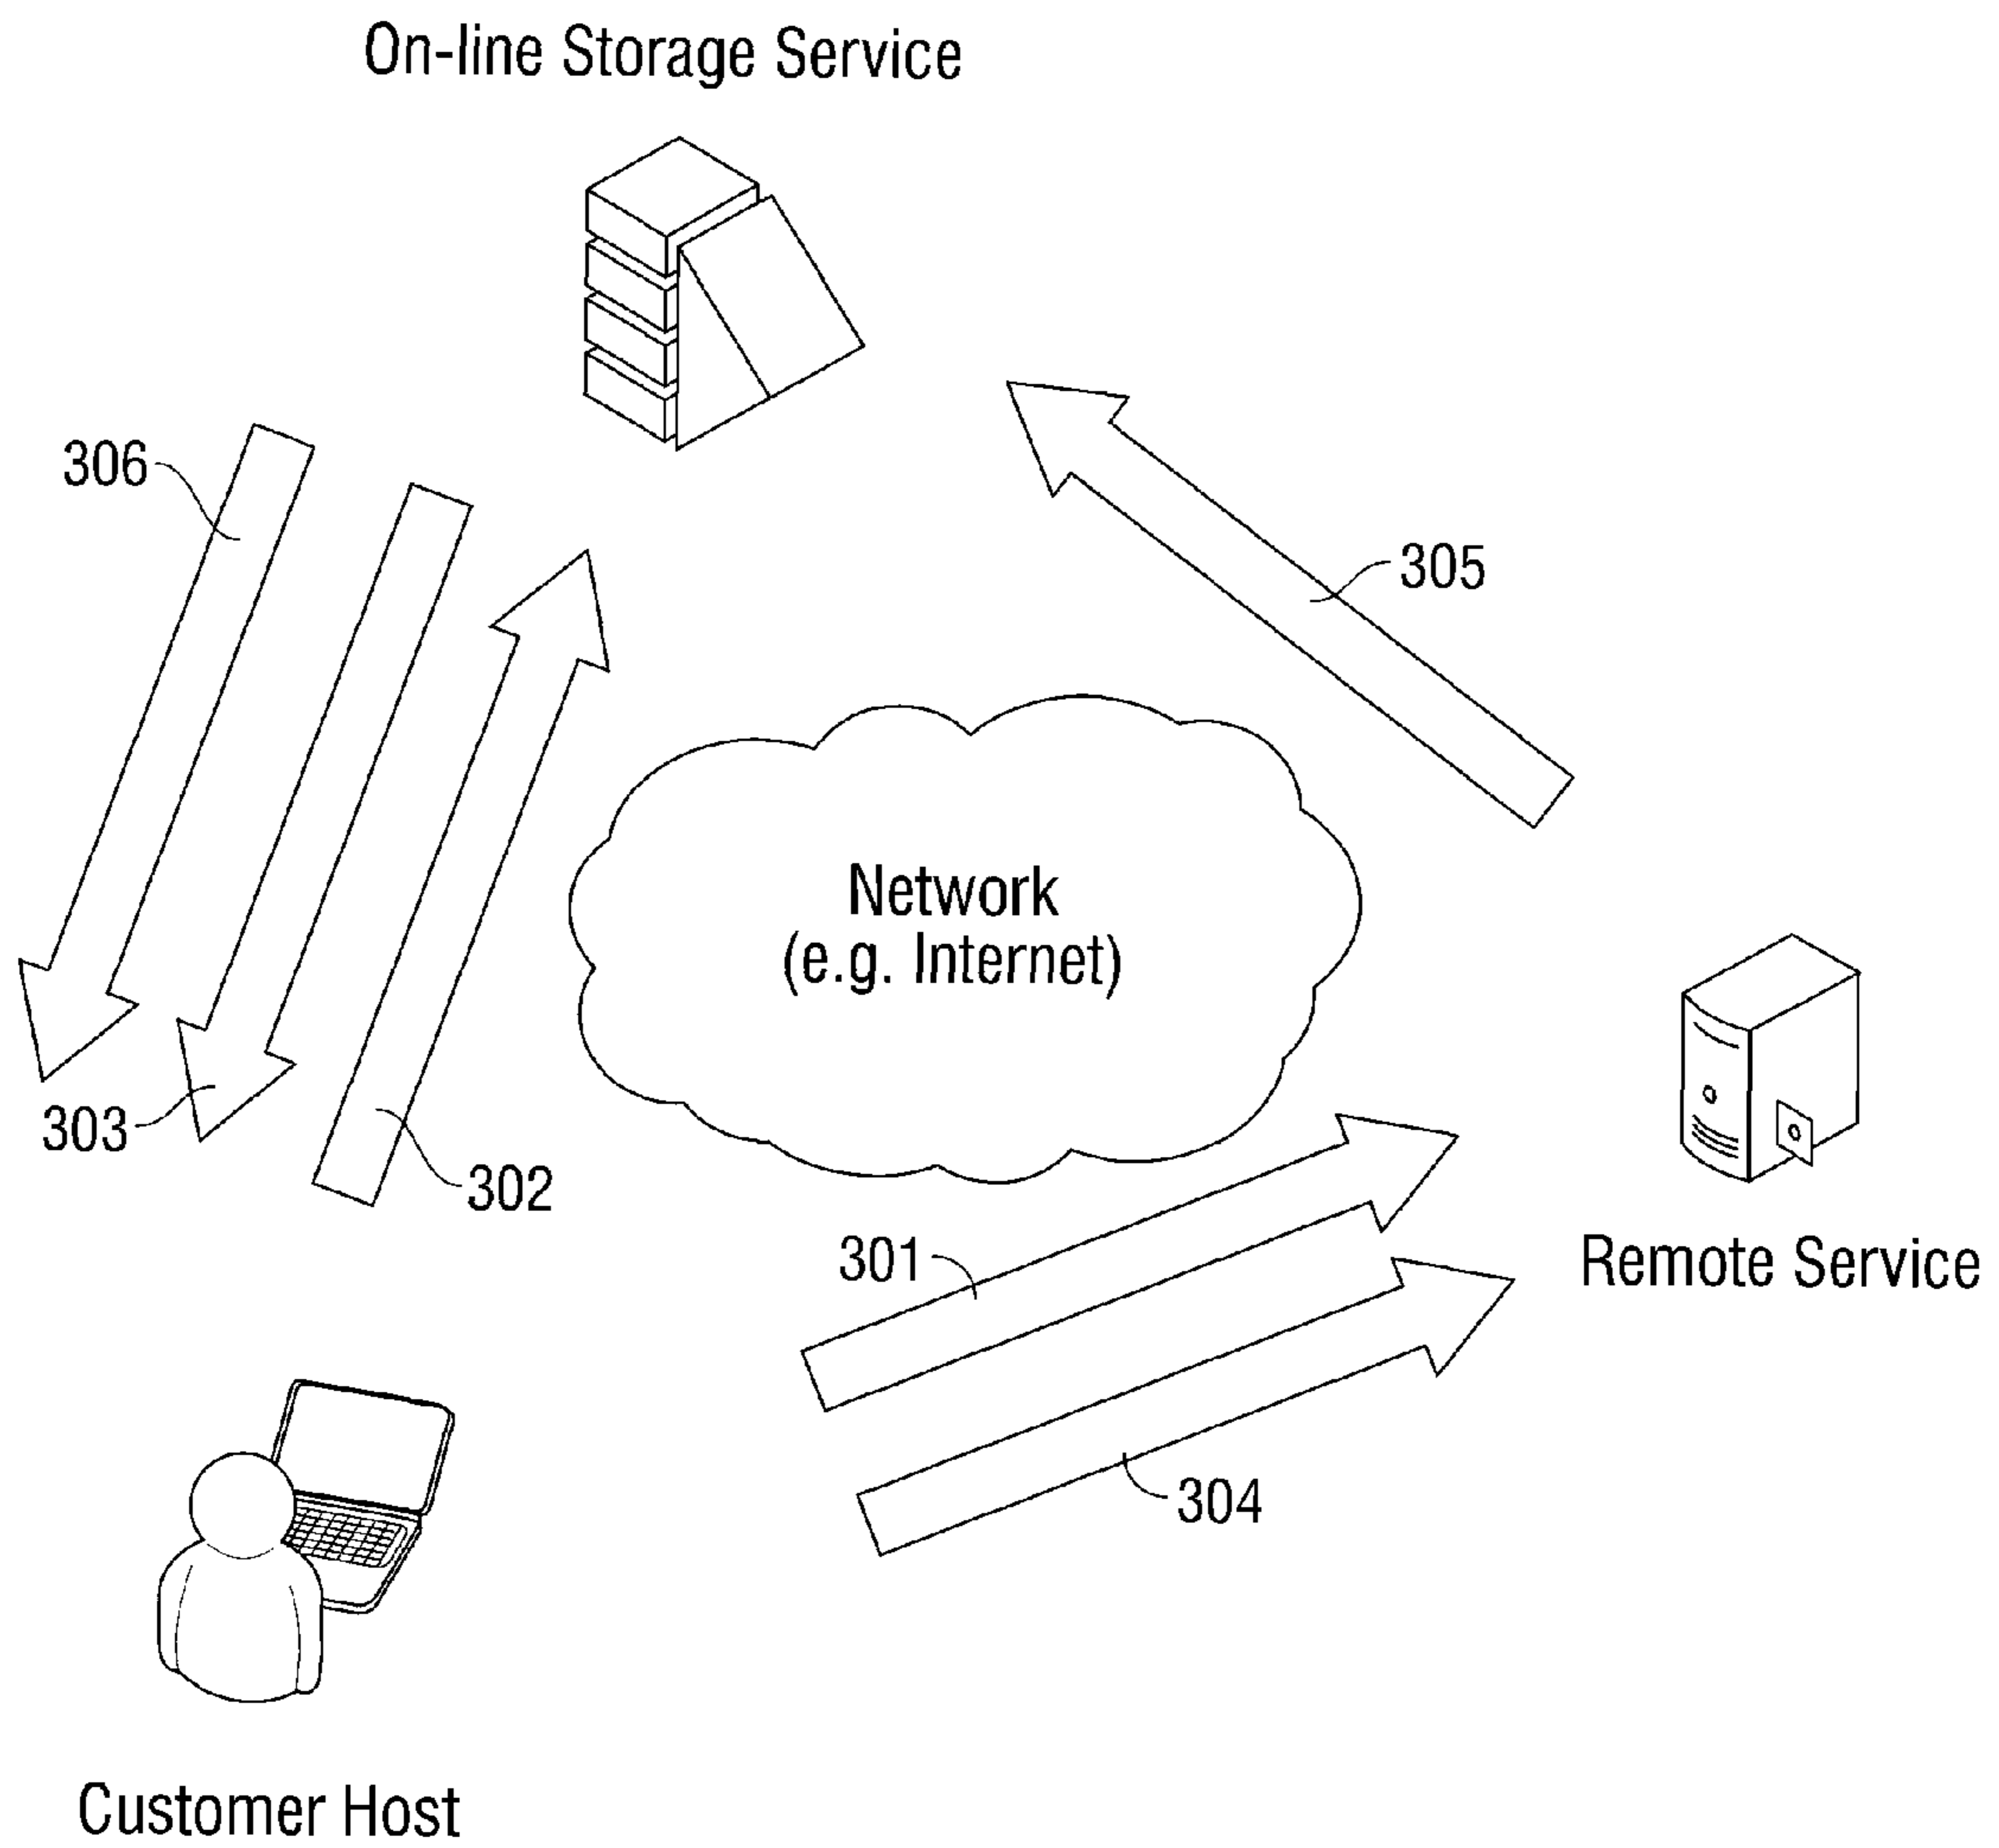 On-line Storage Service
306
305
Network
(e.g. Internet)
303
302
301
Remote Service
304
Customer Host